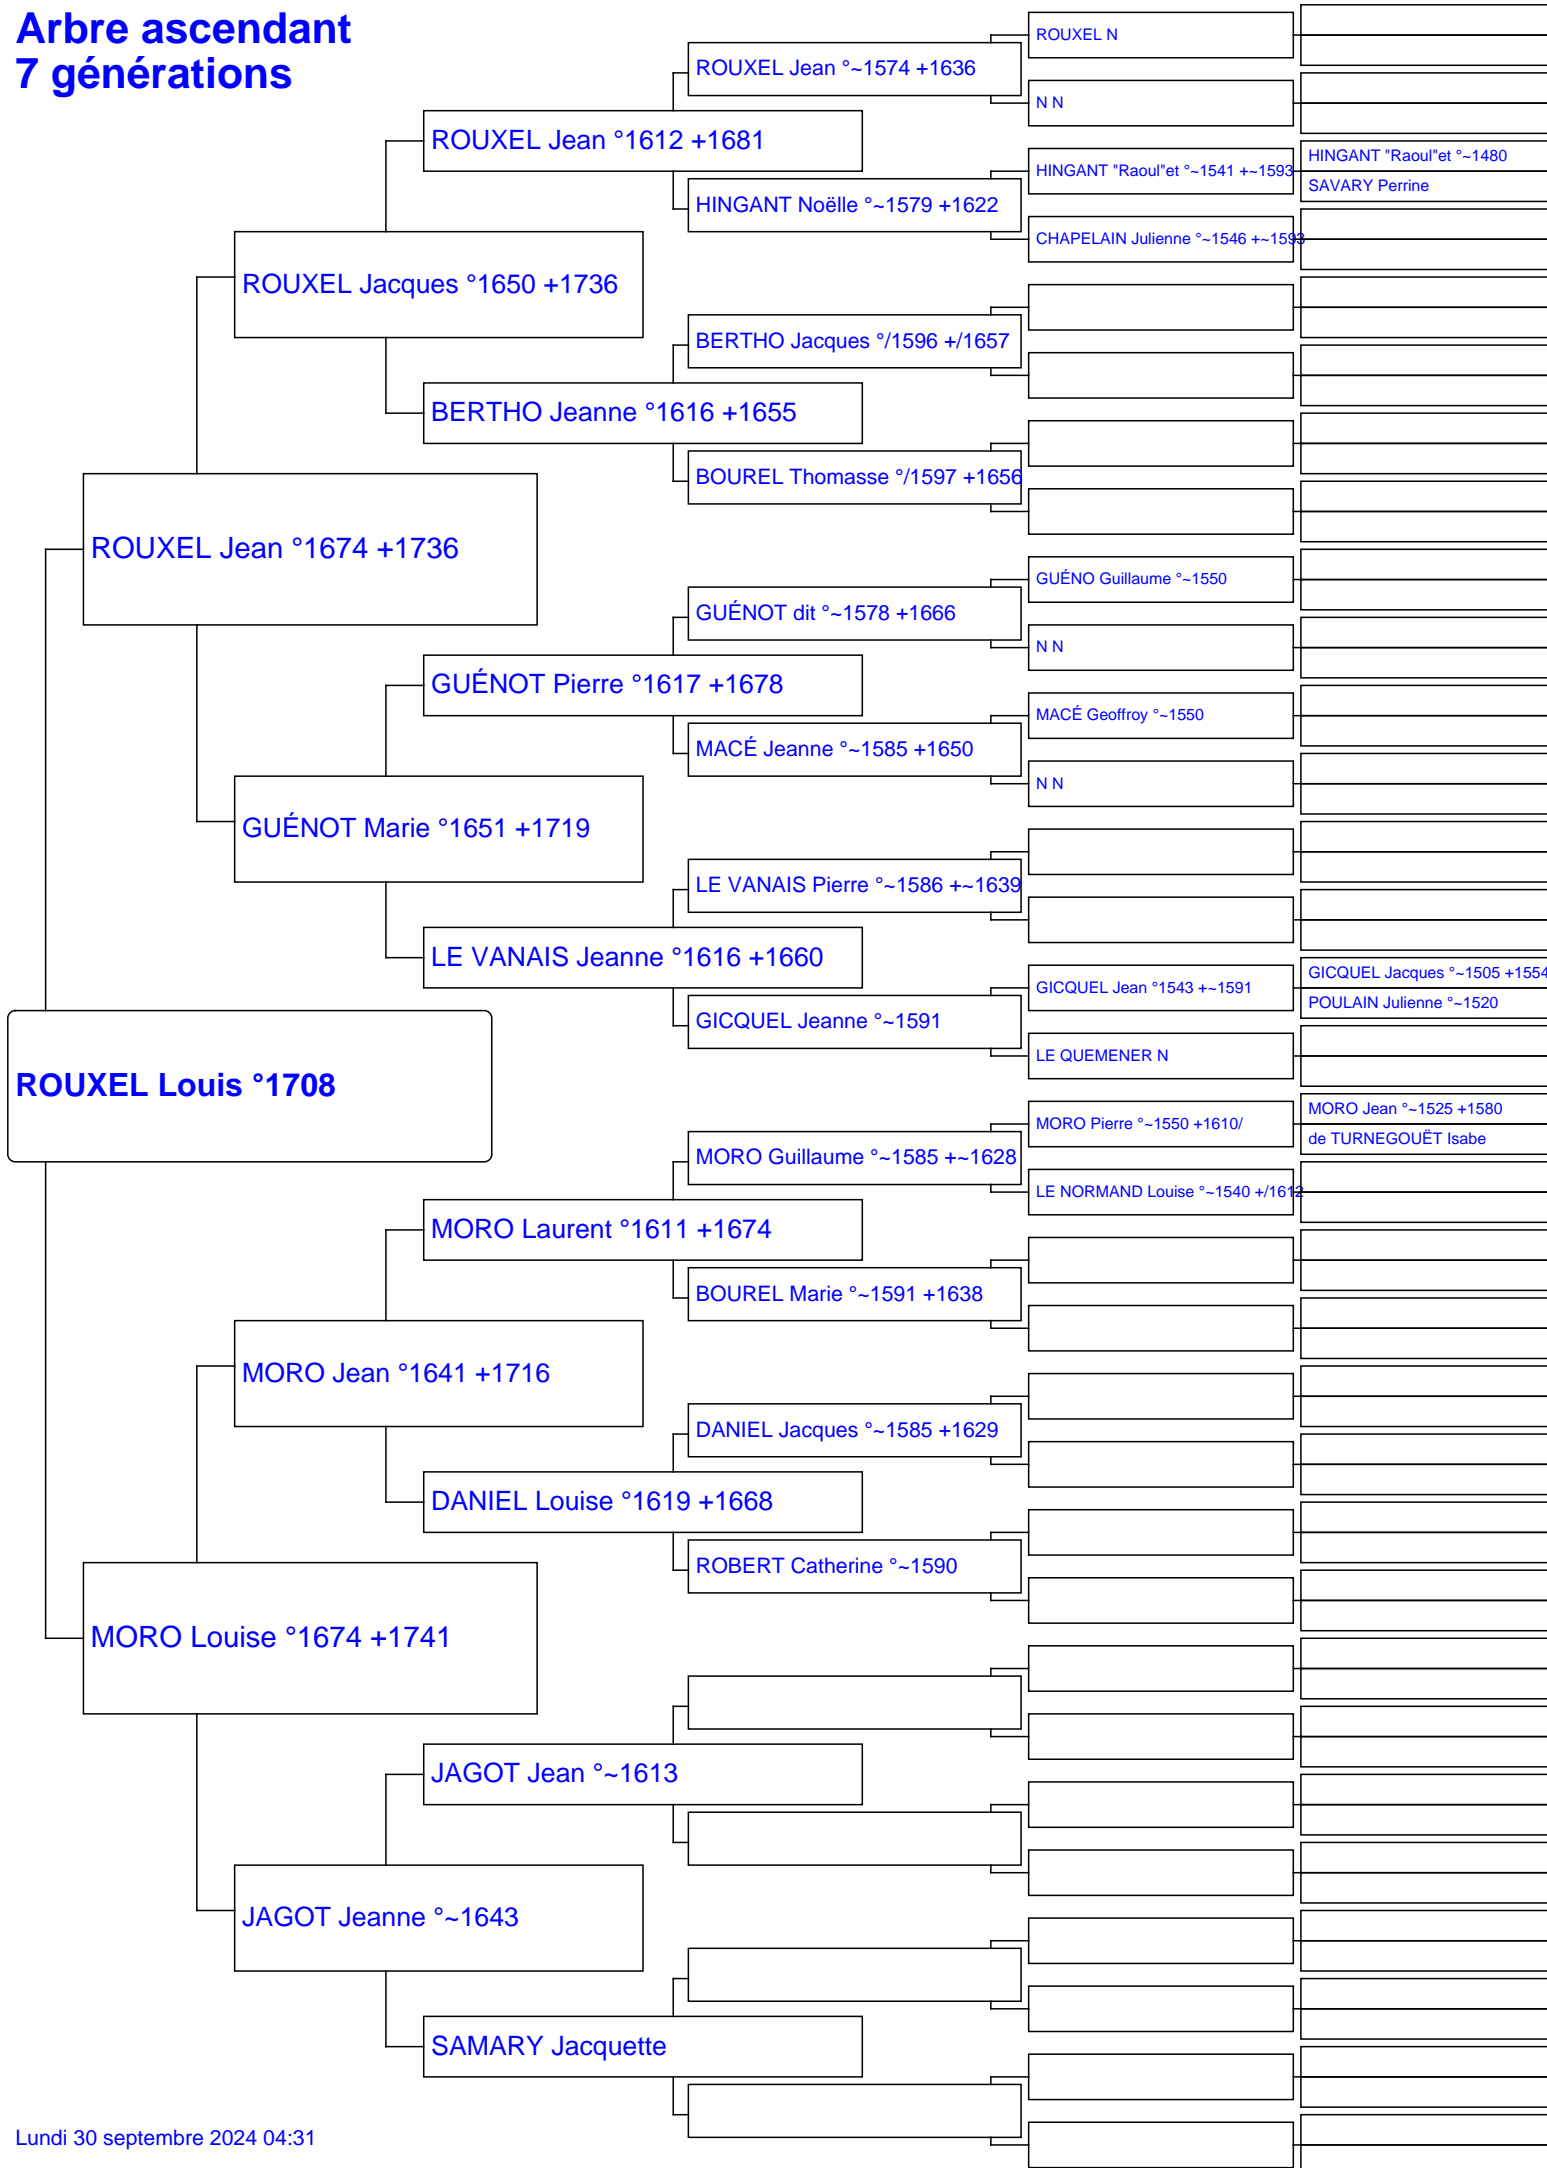 Arbre ascendant
7 générations
ROUXEL N
ROUXEL Jean °~1574 +1636
N N
ROUXEL Jean °1612 +1681
HINGANT "Raoul"et °~1541 +~1593
HINGANT "Raoul"et °~1480
SAVARY Perrine
HINGANT Noëlle °~1579 +1622
CHAPELAIN Julienne °~1546 +~1593
ROUXEL Jacques °1650 +1736
BERTHO Jacques °/1596 +/1657
BERTHO Jeanne °1616 +1655
BOUREL Thomasse °/1597 +1656
ROUXEL Jean °1674 +1736
GUÉNO Guillaume °~1550
GUÉNOT dit °~1578 +1666
N N
GUÉNOT Pierre °1617 +1678
MACÉ Geoffroy °~1550
MACÉ Jeanne °~1585 +1650
N N
GUÉNOT Marie °1651 +1719
LE VANAIS Pierre °~1586 +~1639
LE VANAIS Jeanne °1616 +1660
GICQUEL Jean °1543 +~1591
GICQUEL Jacques °~1505 +1554
POULAIN Julienne °~1520
GICQUEL Jeanne °~1591
LE QUEMENER N
ROUXEL Louis °1708
MORO Pierre °~1550 +1610/
MORO Jean °~1525 +1580
de TURNEGOUËT Isabe
MORO Guillaume °~1585 +~1628
LE NORMAND Louise °~1540 +/1612
MORO Laurent °1611 +1674
BOUREL Marie °~1591 +1638
MORO Jean °1641 +1716
DANIEL Jacques °~1585 +1629
DANIEL Louise °1619 +1668
ROBERT Catherine °~1590
MORO Louise °1674 +1741
JAGOT Jean °~1613
JAGOT Jeanne °~1643
SAMARY Jacquette
Lundi 30 septembre 2024 04:31